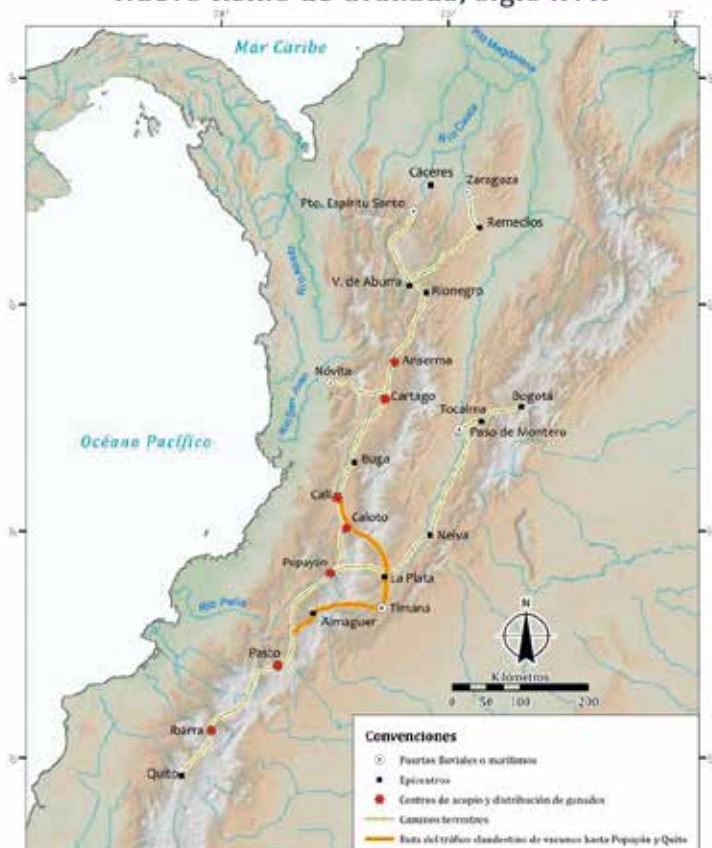 Mar Caribe
Río Magdalena
Río Cauca
Cáceres
Zaragoza
Pto. Espíritu Santo
Remedios
V. de Aburra
Rionegro
Anserma
Nóvita
Cartago
Río San Juan
Bogotá
Tocaima
Paso de Montero
Océano Pacífico
Buga
Cali
Caloto
Neiva
Popayán
La Plata
Timaná
Río Patía
Almaguer
N
Pasto
Kilómetros
0 50 100 200
Ibarra
Quito
Convenciones
Puertos fluviales o marítimos
Epicentros
Centros de acopio y distribución de ganados
Caminos terrestres
Ruta del tráfico clandestino de vacunos hasta Popayán y Quito